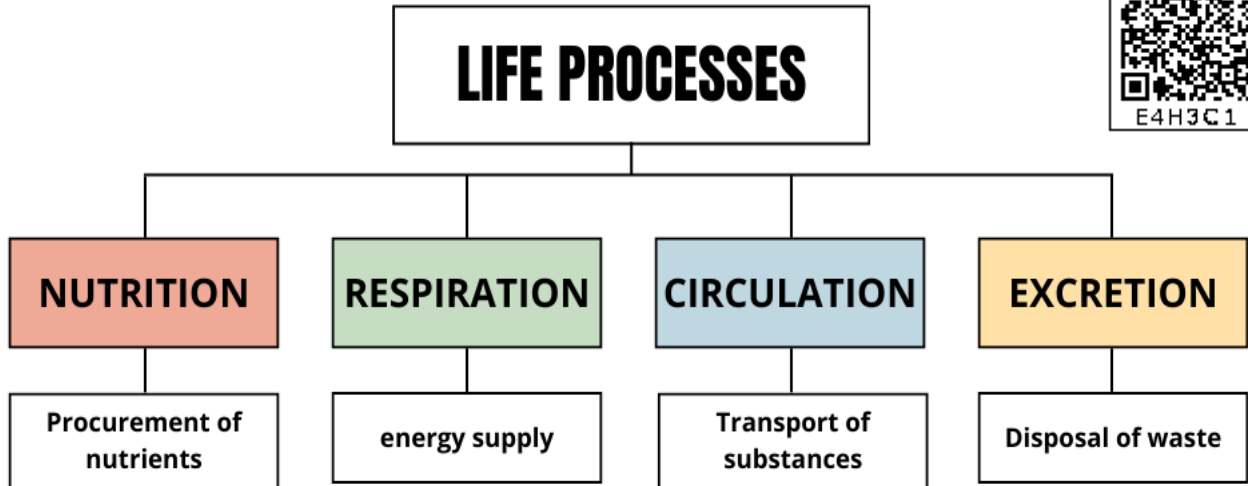 LIFE PROCESSES
E4H3C1
NUTRITION
RESPIRATION
CIRCULATION
EXCRETION
Procurement of
nutrients
energy supply
Transport of
substances
Disposal of waste